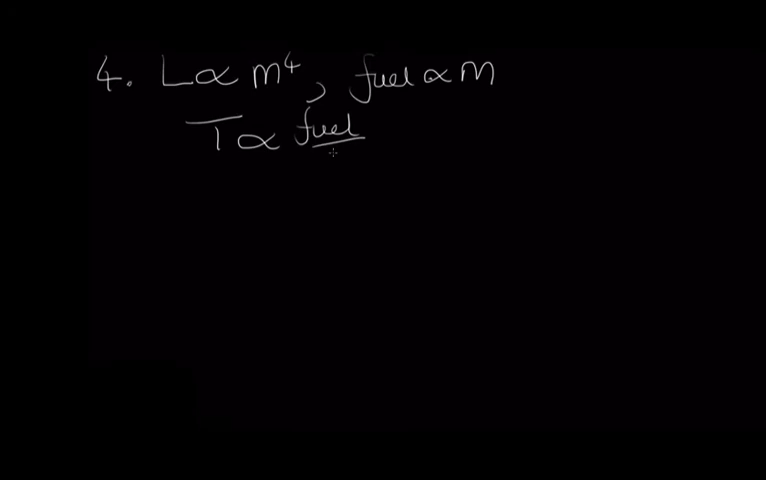 4. L∝ m⁴, fuel ∝ M
T ∝ fuel